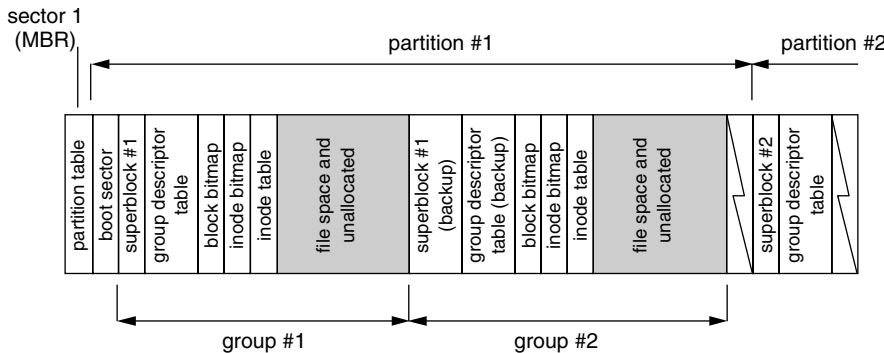 sector 1
(MBR)
partition #1
partition #2
partition table
boot sector
superblock #1
group descriptor
table
block bitmap
inode bitmap
inode table
file space and
unallocated
superblock #1
(backup)
group descriptor
table (backup)
block bitmap
inode bitmap
inode table
file space and
unallocated
superblock #2
group descriptor
table
group #1
group #2